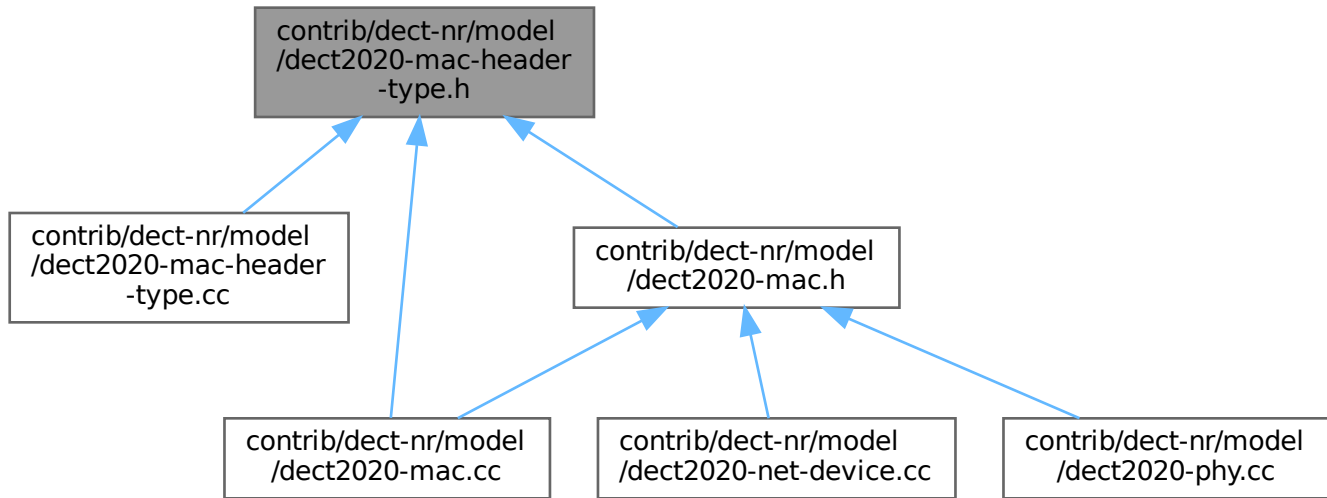 contrib/dect-nr/model
/dect2020-mac-header
-type.h
contrib/dect-nr/model
/dect2020-mac-header
-type.cc
contrib/dect-nr/model
/dect2020-mac.h
contrib/dect-nr/model
/dect2020-mac.cc
contrib/dect-nr/model
/dect2020-net-device.cc
contrib/dect-nr/model
/dect2020-phy.cc